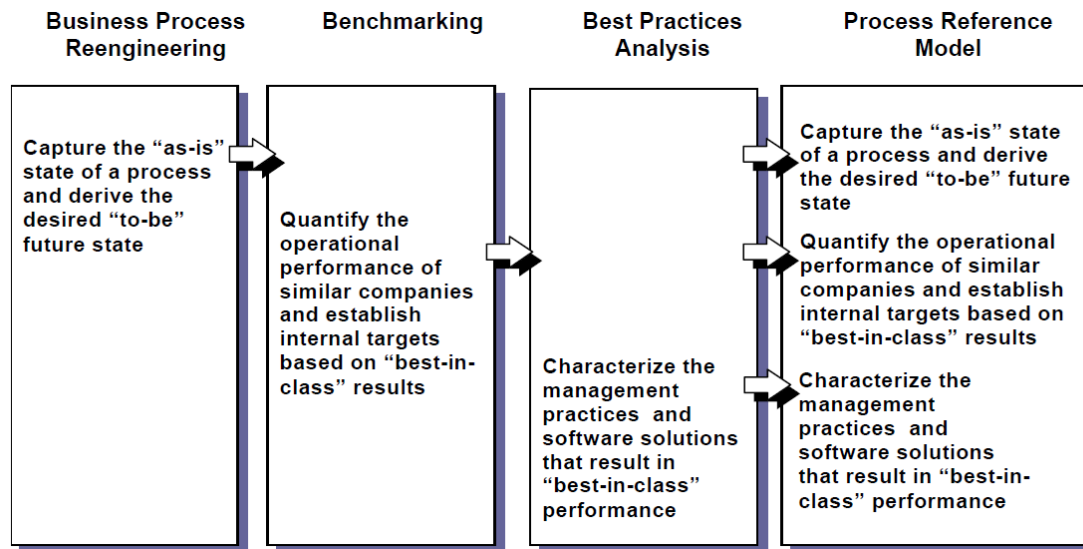 Business Process
Reengineering
Benchmarking
Best Practices
Analysis
Process Reference
Model
Capture the “as-is”
state of a process
and derive the
desired “to-be”
future state
Quantify the
operational
performance of
similar companies
and establish
internal targets
based on “best-in-
class” results
Characterize the
management
practices and
software solutions
that result in
“best-in-class”
performance
Capture the “as-is” state
of a process and derive
the desired “to-be” future
state
Quantify the operational
performance of similar
companies and establish
internal targets based on
“best-in-class” results
Characterize the
management
practices and
software solutions
that result in “best-in-
class” performance